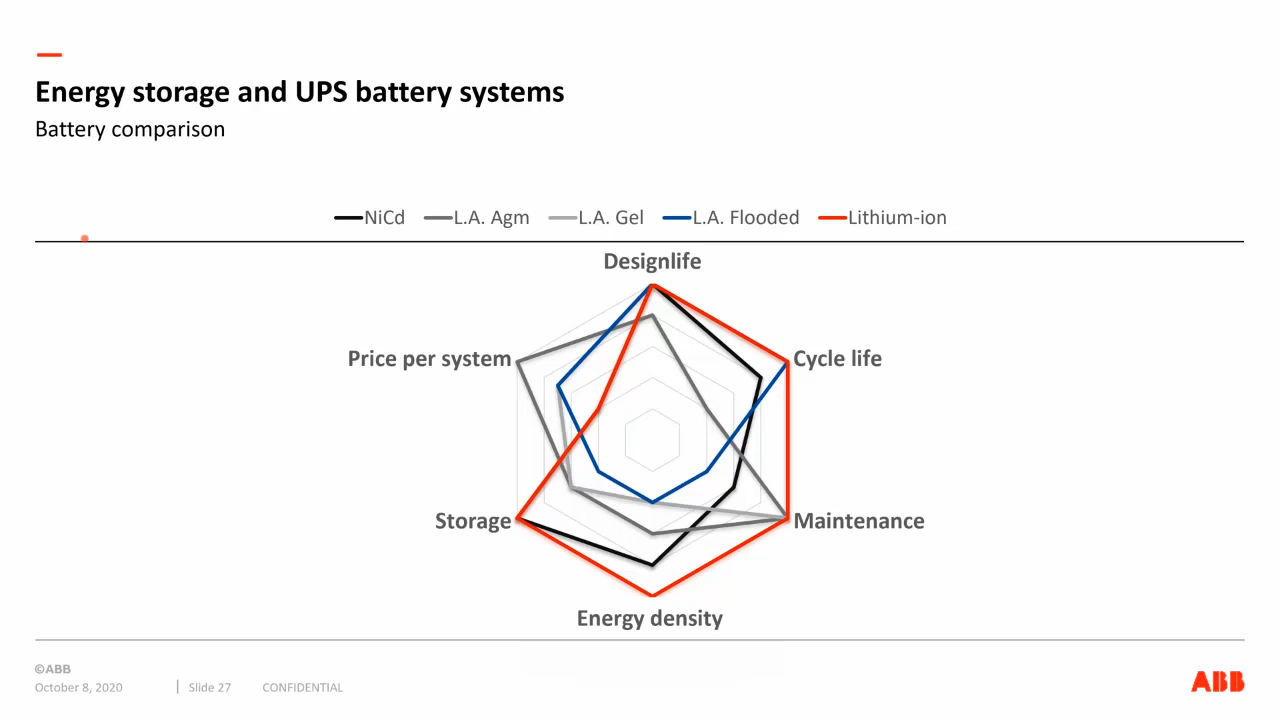 Energy storage and UPS battery systems
Battery comparison
NiCd L.A. Agm L.A. Gel L.A. Flooded Lithium-ion
Designlife
Price per system
Cycle life
Storage
Maintenance
Energy density
©ABB
October 8, 2020 Slide 27 CONFIDENTIAL
ABB